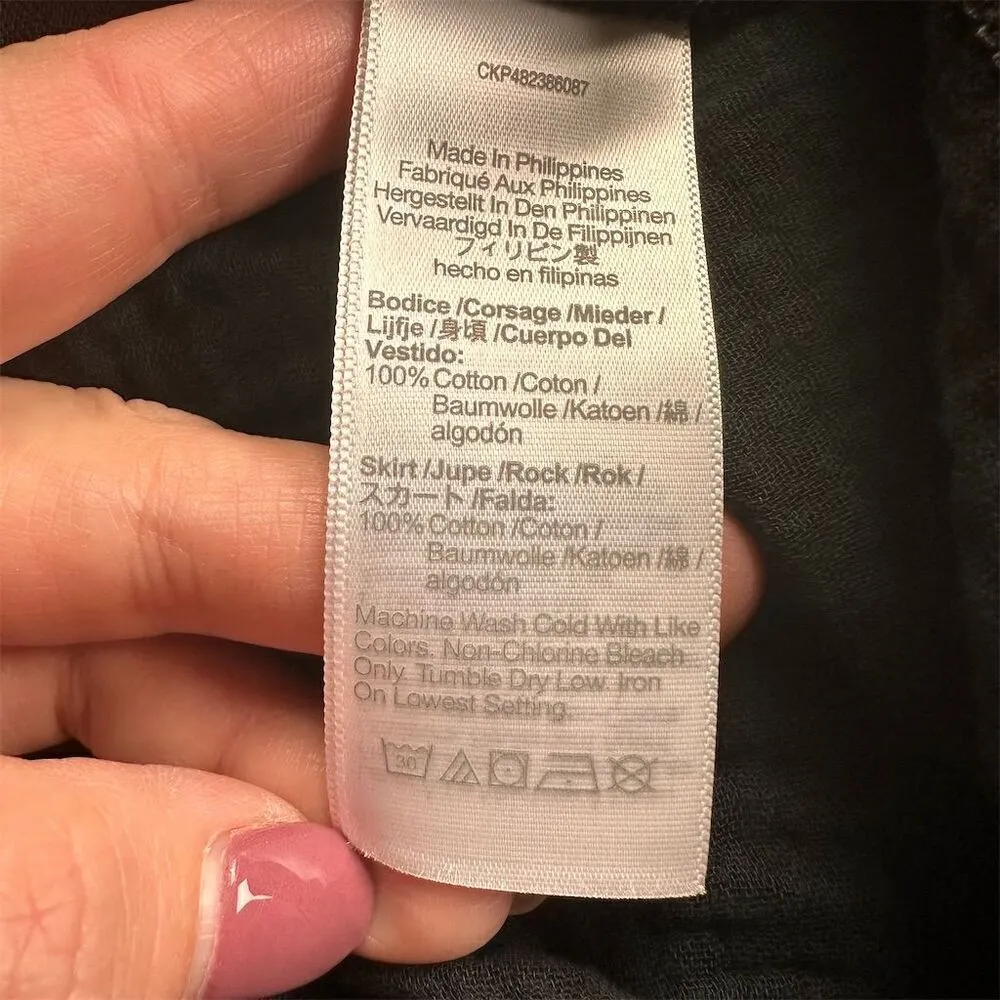 CKP482386087
Made In Philippines
Fabriqué Aux Philippines
Hergestellt In Den Philippinen
Vervaardigd In De Filippijnen
フィリピン製
hecho en filipinas
Bodice /Corsage /Mieder /
Lijfje /身頃 /Cuerpo Del
Vestido:
100% Cotton /Coton /
Baumwolle /Katoen /綿 /
algodón
Skirt /Jupe /Rock /Rok /
スカート /Falda:
100% Cotton /Coton /
Baumwolle /Katoen /綿 /
algodón
Machine Wash Cold With Like
Colors. Non-Chlorine Bleach
Only. Tumble Dry Low. Iron
On Lowest Setting.
30